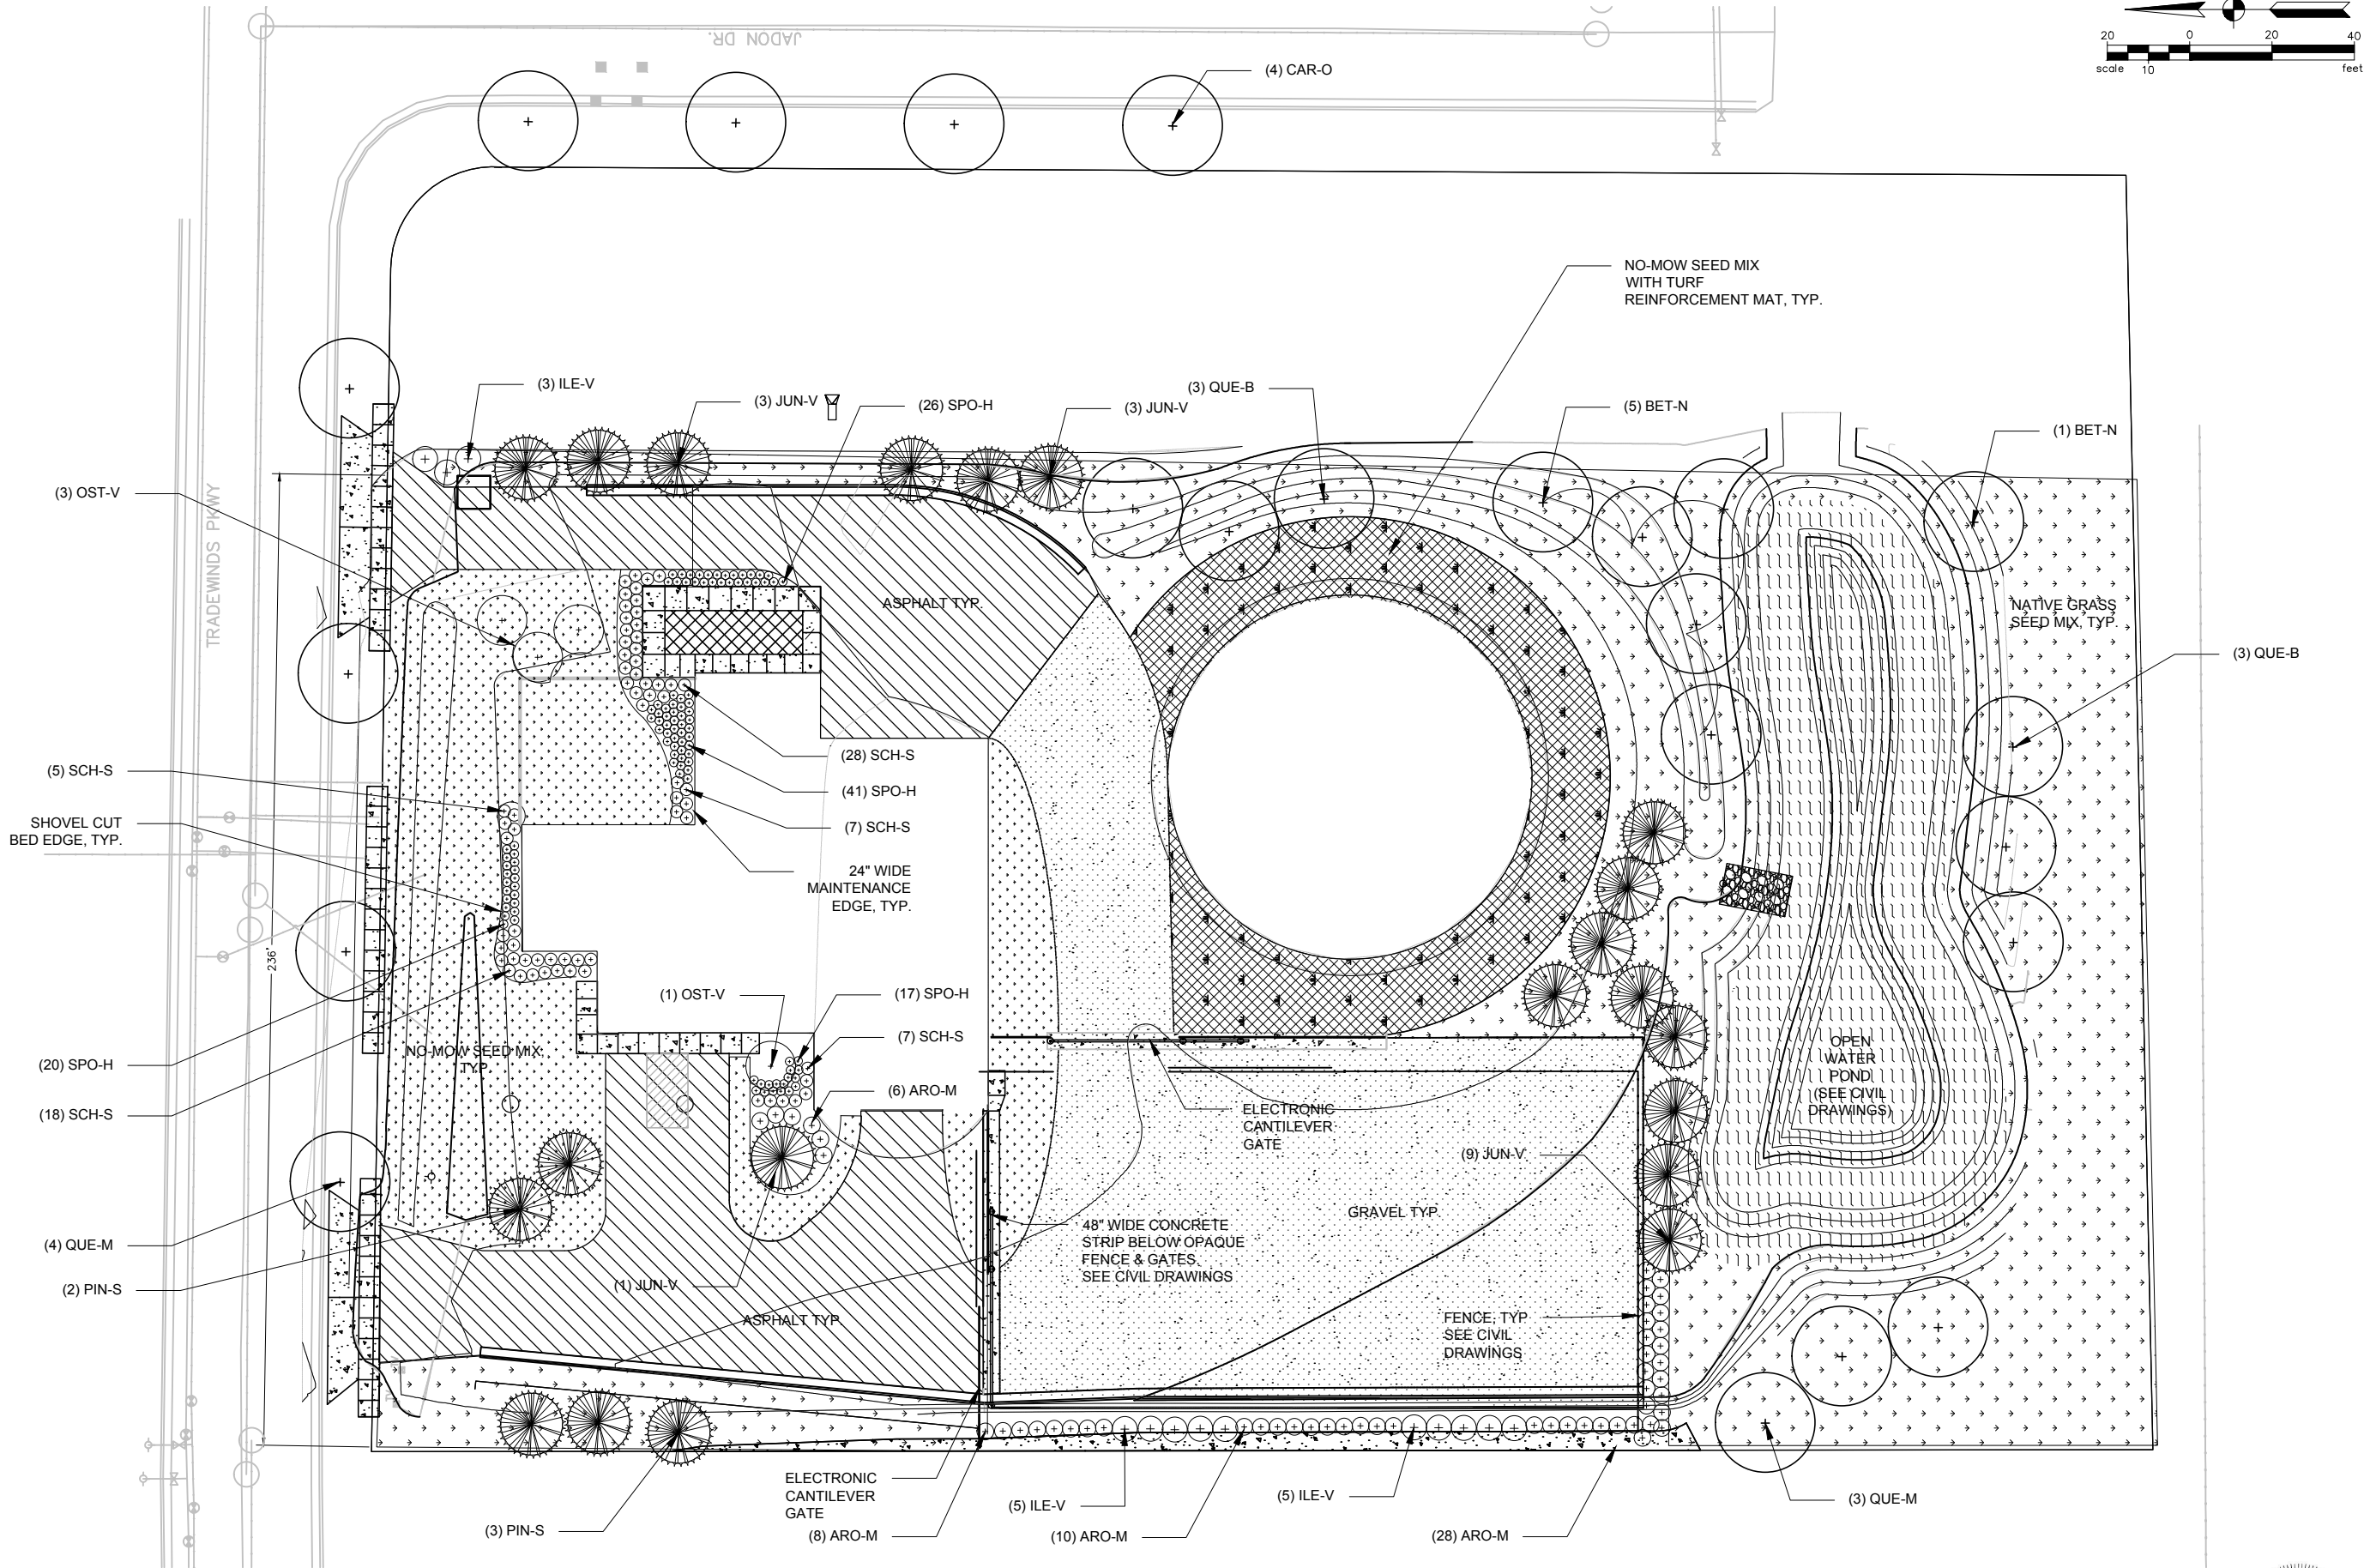 JADON DR.
20 0 20 40
scale 10 feet
(4) CAR-O
NO-MOW SEED MIX
WITH TURF
REINFORCEMENT MAT, TYP.
(3) ILE-V
(3) JUN-V
(26) SPO-H
(3) JUN-V
(3) QUE-B
(5) BET-N
(1) BET-N
(3) OST-V
TRADEWINDS PKWY
ASPHALT TYP.
NATIVE GRASS
SEED MIX, TYP.
(3) QUE-B
(28) SCH-S
(5) SCH-S
(41) SPO-H
SHOVEL CUT
BED EDGE, TYP.
(7) SCH-S
24" WIDE
MAINTENANCE
EDGE, TYP.
236'
(1) OST-V
(17) SPO-H
(7) SCH-S
(20) SPO-H
NO-MOW SEED MIX,
TYP.
OPEN
WATER
POND
(SEE CIVIL
DRAWINGS)
(6) ARO-M
(18) SCH-S
ELECTRONIC
CANTILEVER
GATE
(9) JUN-V
48" WIDE CONCRETE
STRIP BELOW OPAQUE
FENCE & GATES.
SEE CIVIL DRAWINGS
GRAVEL TYP.
(4) QUE-M
(2) PIN-S
(1) JUN-V
ASPHALT TYP.
FENCE, TYP
SEE CIVIL
DRAWINGS
ELECTRONIC
CANTILEVER
GATE
(5) ILE-V
(5) ILE-V
(3) QUE-M
(3) PIN-S
(8) ARO-M
(10) ARO-M
(28) ARO-M